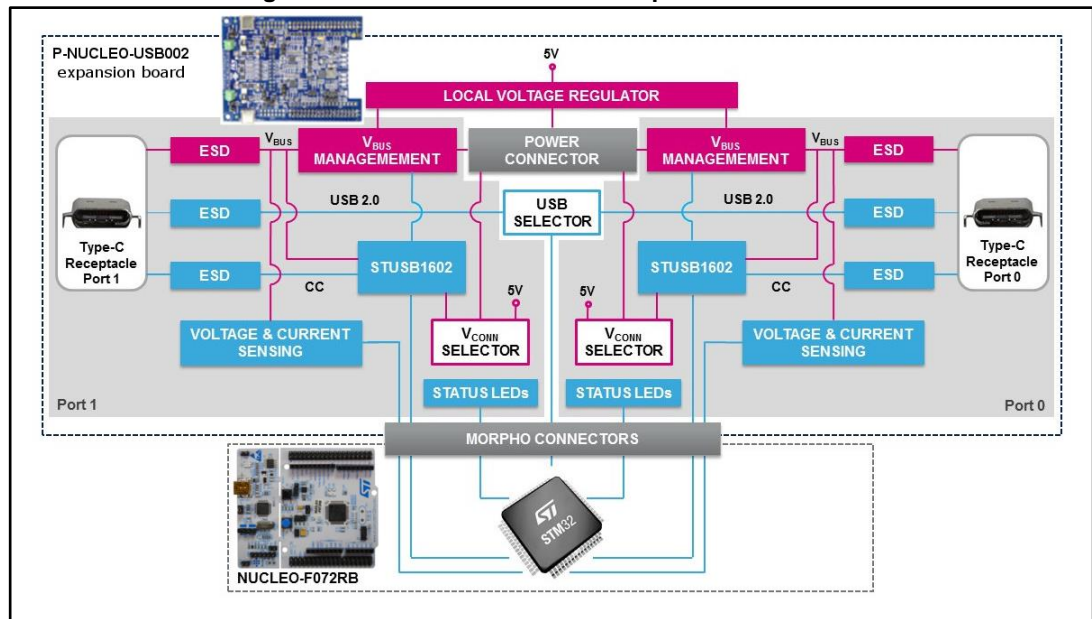 P-NUCLEO-USB002
expansion board
5V
LOCAL VOLTAGE REGULATOR
ESD
VBUS
VBUS
MANAGEMEMENT
POWER
CONNECTOR
VBUS
MANAGEMEMENT
VBUS
ESD
ESD
USB 2.0
USB
SELECTOR
USB 2.0
ESD
Type-C
Receptacle
Port 1
Type-C
Receptacle
Port 0
ESD
CC
STUSB1602
STUSB1602
CC
ESD
5V
5V
VOLTAGE & CURRENT
SENSING
VCONN
SELECTOR
VCONN
SELECTOR
VOLTAGE & CURRENT
SENSING
STATUS LEDs
STATUS LEDs
Port 1
Port 0
MORPHO CONNECTORS
STM32
NUCLEO-F072RB